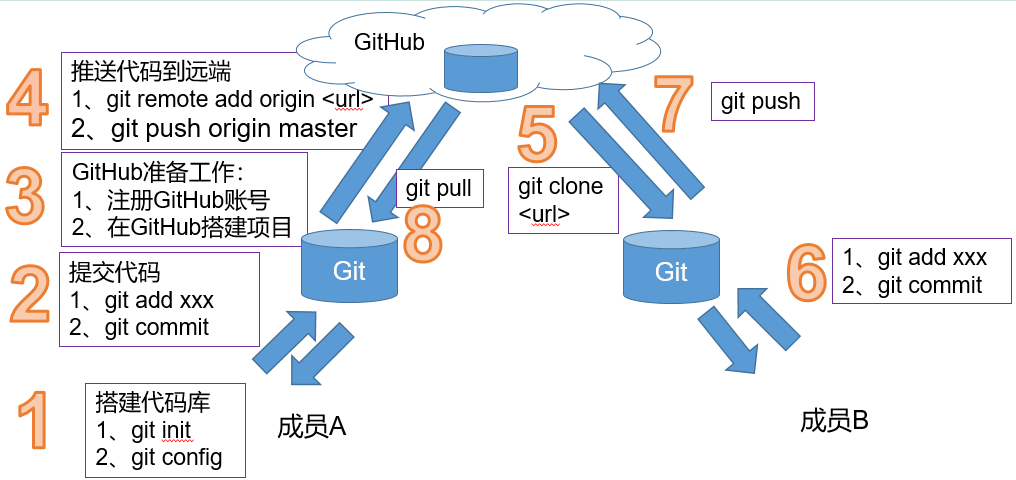 GitHub
4
推送代码到远端
1、git remote add origin <url>
2、git push origin master
3
GitHub准备工作：
1、注册GitHub账号
2、在GitHub搭建项目
2
提交代码
1、git add xxx
2、git commit
1
搭建代码库
1、git init
2、git config
成员A
Git
git pull
8
5
git clone
<url>
7
git push
Git
6
1、git add xxx
2、git commit
成员B